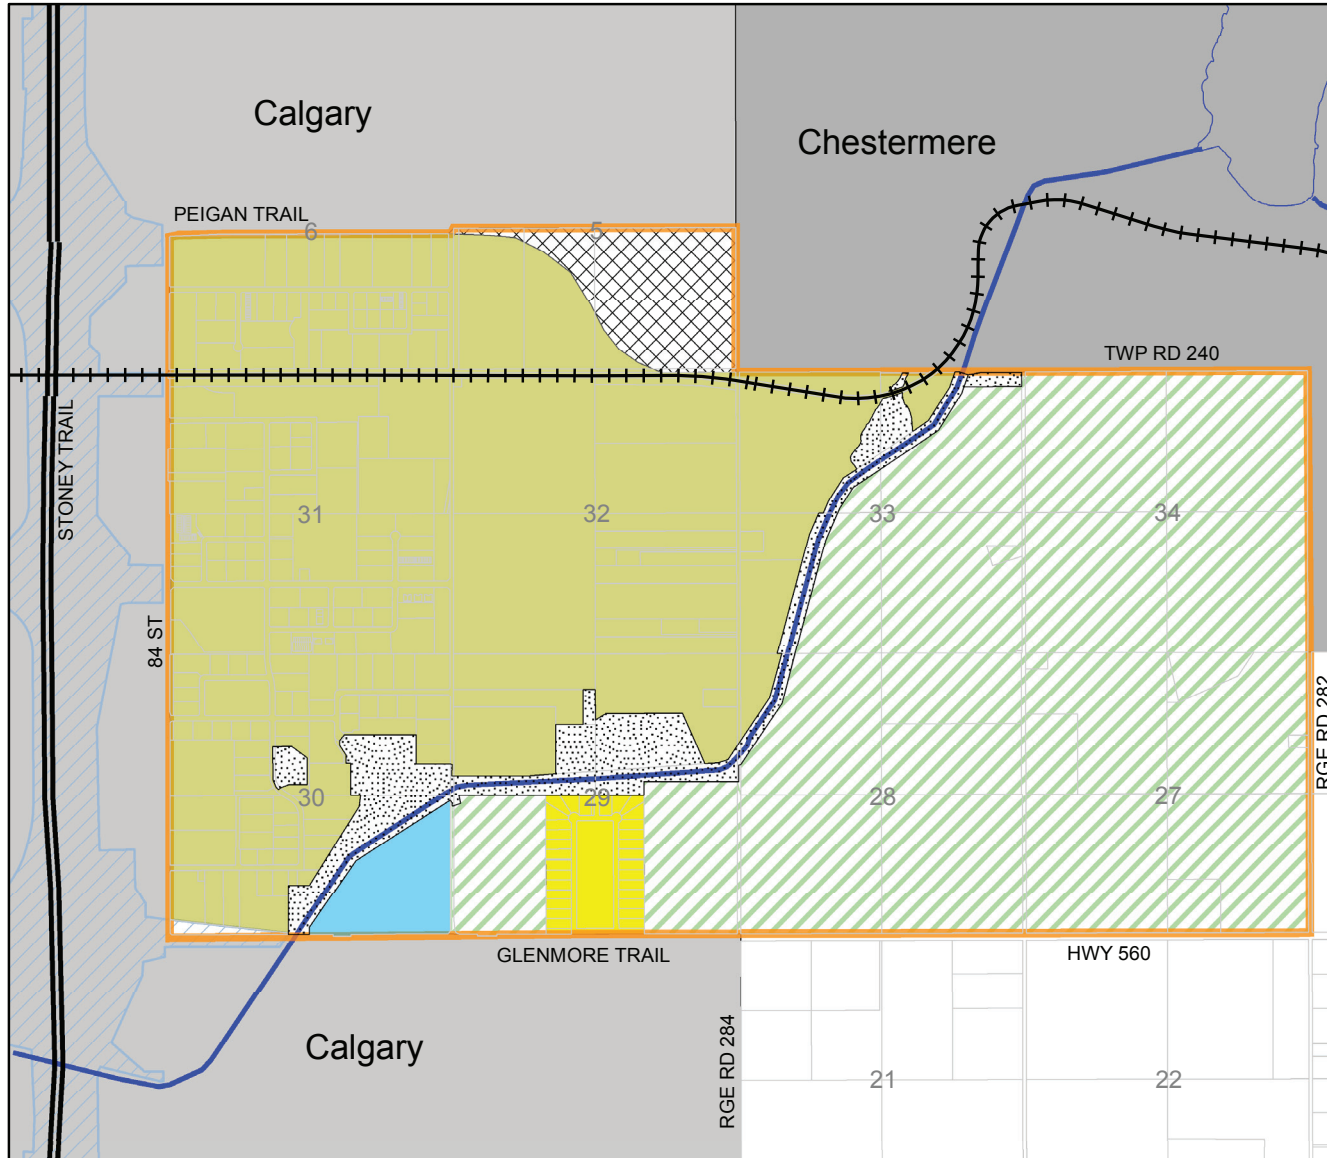 Calgary
Chestermere
PEIGAN TRAIL
6
5
TWP RD 240
STONEY TRAIL
31
32
33
34
84 ST
RGE RD 282
30
29
28
27
GLENMORE TRAIL
HWY 560
Calgary
RGE RD 284
21
22